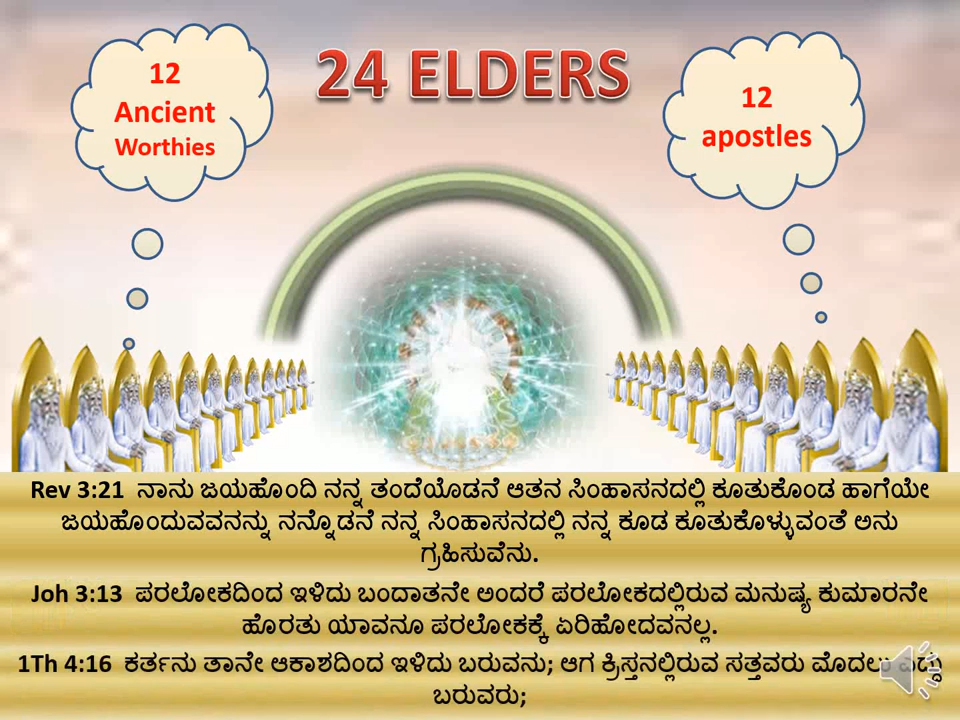 24 ELDERS
12
Ancient
Worthies
12
apostles
Rev 3:21 ನಾನು ಜಯಹೊಂದಿ ನನ್ನ ತಂದೆಯೊಡನೆ ಆತನ ಸಿಂಹಾಸನದಲ್ಲಿ ಕೂತುಕೊಂಡ ಹಾಗೆಯೇ
ಜಯಹೊಂದುವವನನ್ನು ನನ್ನೊಡನೆ ನನ್ನ ಸಿಂಹಾಸನದಲ್ಲಿ ನನ್ನ ಕೂಡ ಕೂತುಕೊಳ್ಳುವಂತೆ ಅನು
ಗ್ರಹಿಸುವೆನು.
Joh 3:13 ಪರಲೋಕದಿಂದ ಇಳಿದು ಬಂದಾತನೇ ಅಂದರೆ ಪರಲೋಕದಲ್ಲಿರುವ ಮನುಷ್ಯ ಕುಮಾರನೇ
ಹೊರತು ಯಾವನೂ ಪರಲೋಕಕ್ಕೆ ಏರಿಹೋದವನಲ್ಲ.
1Th 4:16 ಕರ್ತನು ತಾನೇ ಆಕಾಶದಿಂದ ಇಳಿದು ಬರುವನು; ಆಗ ಕ್ರಿಸ್ತನಲ್ಲಿರುವ ಸತ್ತವರು ಮೊದಲು
ಬರುವರು;